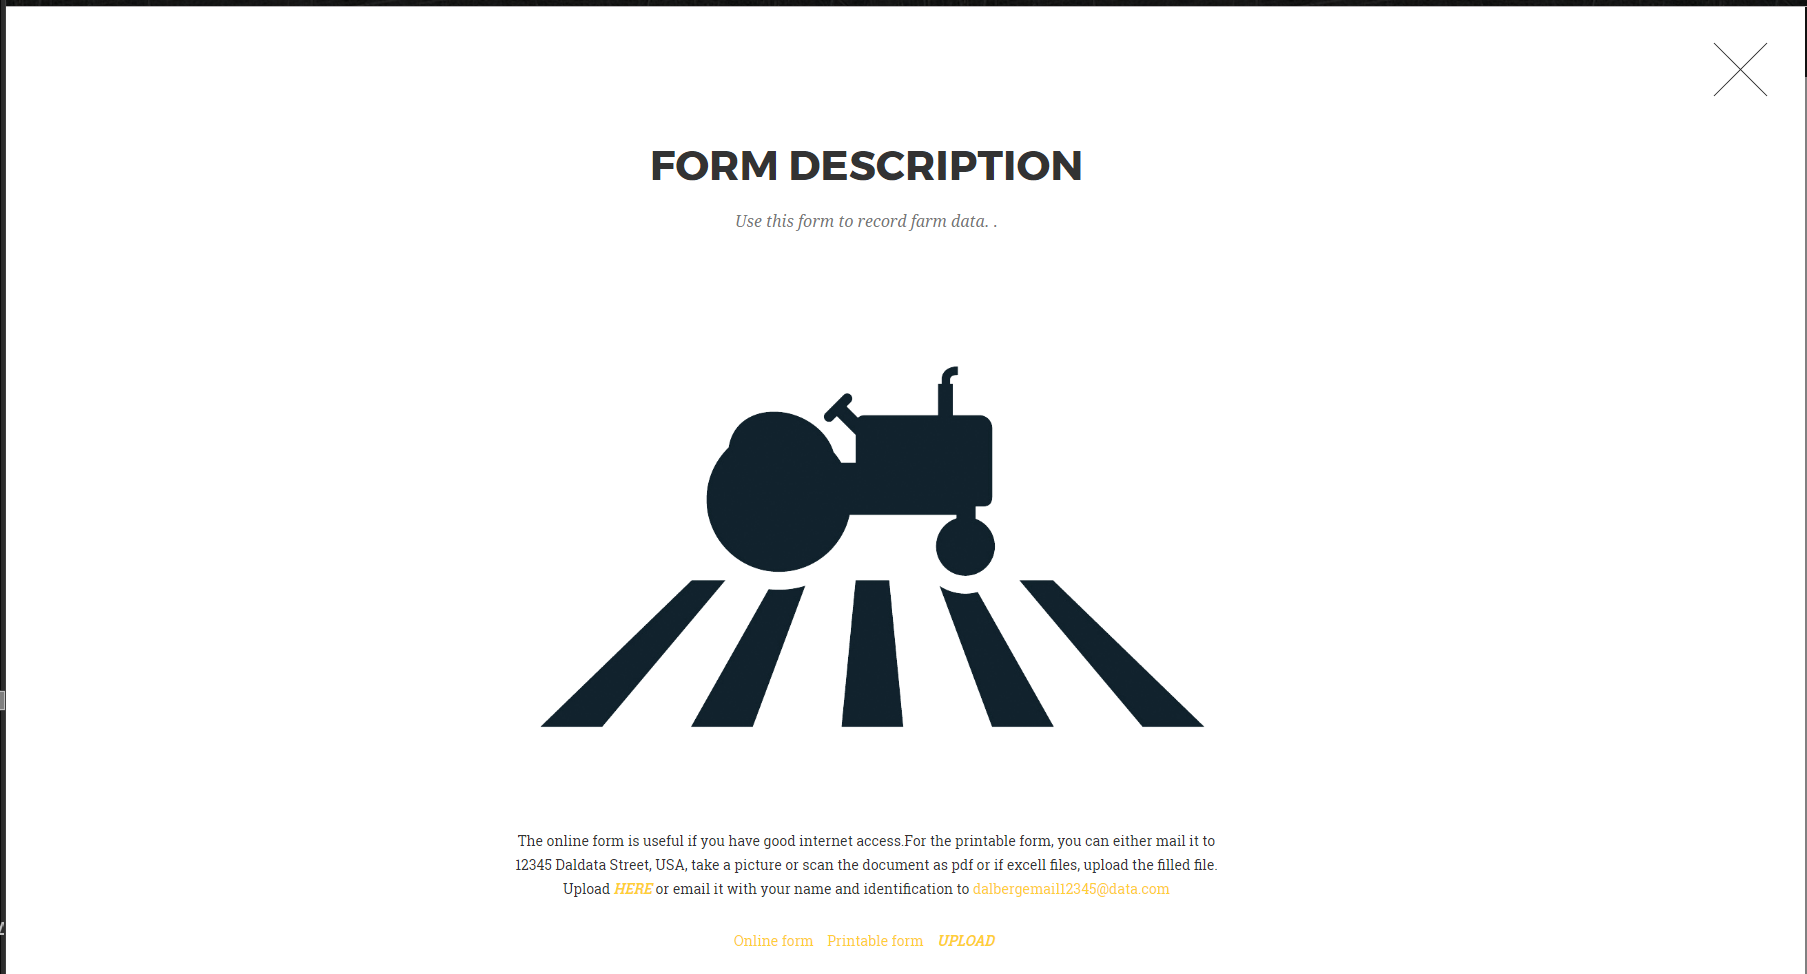 FORM DESCRIPTION
Use this form to record farm data. .
The online form is useful if you have good internet access.For the printable form, you can either mail it to
12345 Daldata Street, USA, take a picture or scan the document as pdf or if excell files, upload the filled file.
Upload HERE or email it with your name and identification to dalbergemail12345@data.com
Online form Printable form UPLOAD